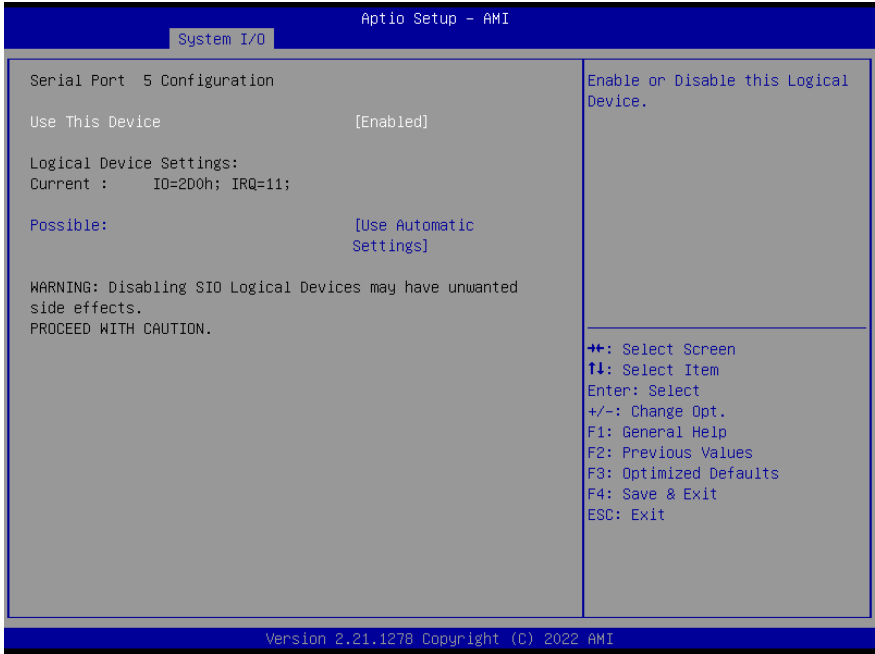 Aptio Setup – AMI
System I/O
Serial Port  5 Configuration
Use This Device [Enabled]
Logical Device Settings:
Current :     IO=2D0h; IRQ=11;
Possible: [Use Automatic
Settings]
WARNING: Disabling SIO Logical Devices may have unwanted
side effects.
PROCEED WITH CAUTION.
Enable or Disable this Logical
Device.
→←: Select Screen
↑↓: Select Item
Enter: Select
+/-: Change Opt.
F1: General Help
F2: Previous Values
F3: Optimized Defaults
F4: Save & Exit
ESC: Exit
Version 2.21.1278 Copyright (C) 2022 AMI